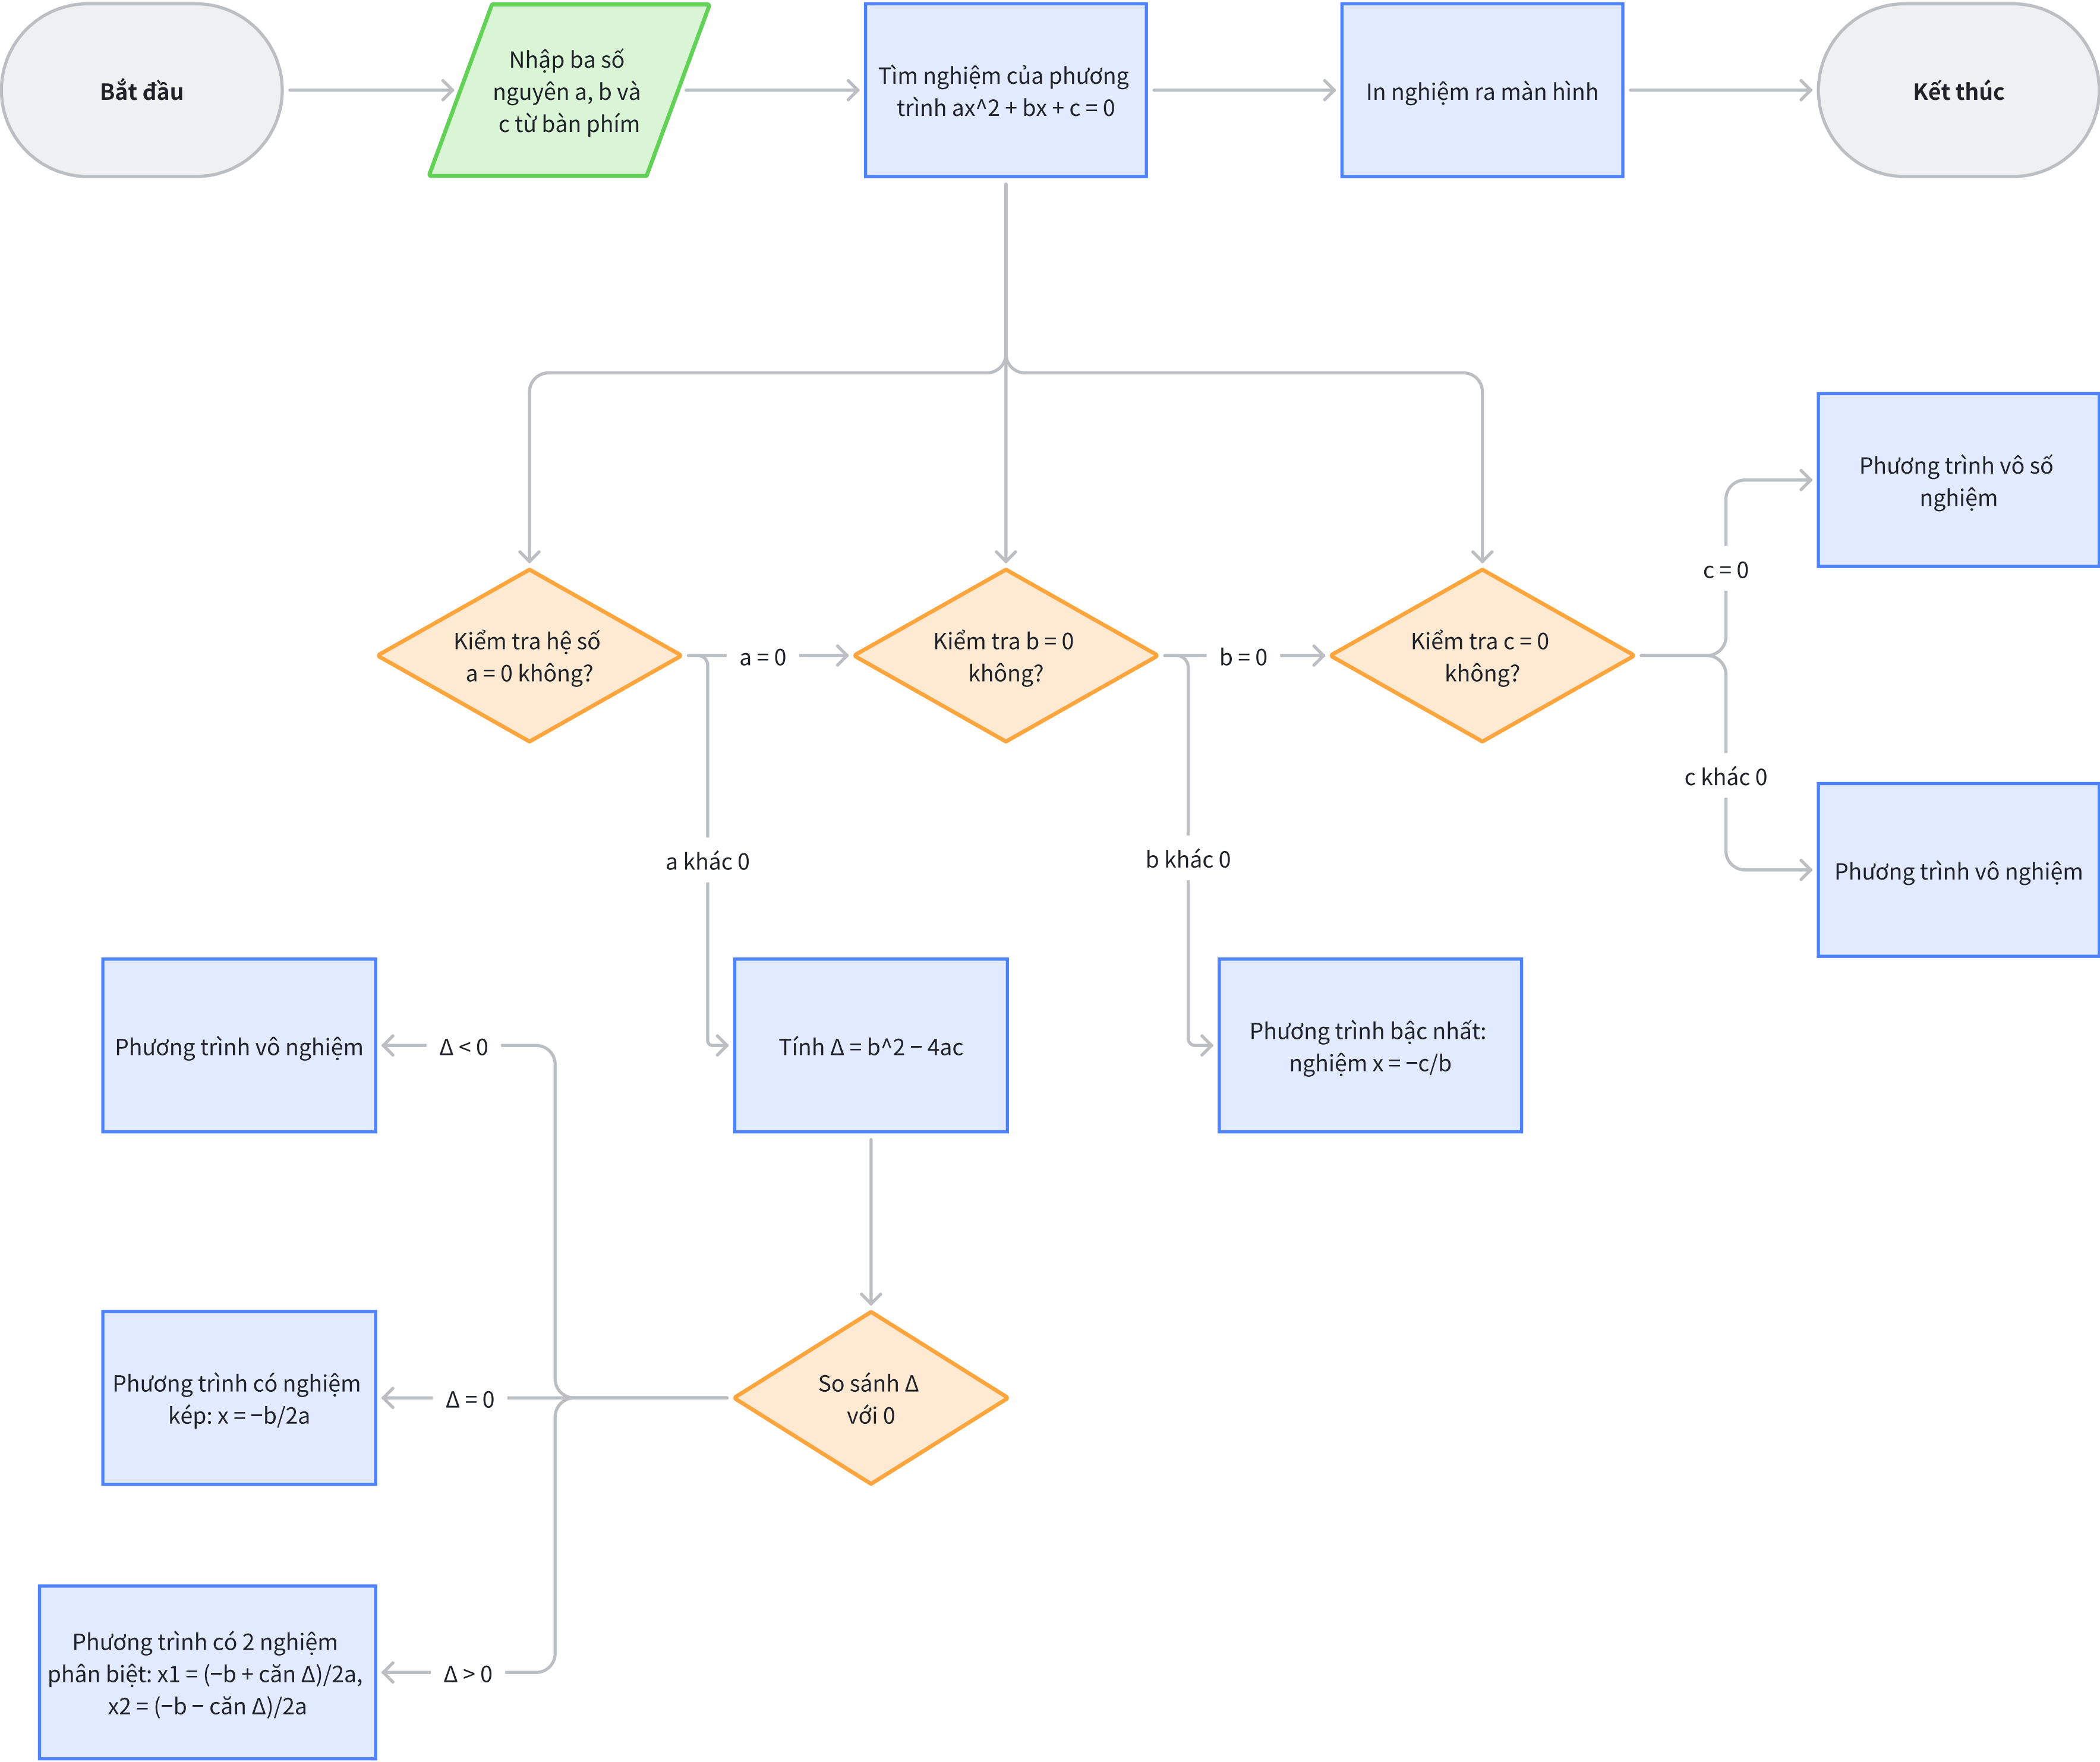 Bắt đầu
Nhập ba số
nguyên a, b và
c từ bàn phím
Tìm nghiệm của phương
trình ax^2 + bx + c = 0
In nghiệm ra màn hình
Kết thúc
Phương trình vô số
nghiệm
c = 0
Kiểm tra hệ số
a = 0 không?
a = 0
Kiểm tra b = 0
không?
b = 0
Kiểm tra c = 0
không?
c khác 0
Phương trình vô nghiệm
a khác 0
b khác 0
Phương trình vô nghiệm
Δ < 0
Tính Δ = b^2 − 4ac
Phương trình bậc nhất:
nghiệm x = −c/b
Phương trình có nghiệm
kép: x = −b/2a
Δ = 0
So sánh Δ
với 0
Phương trình có 2 nghiệm
phân biệt: x1 = (−b + căn Δ)/2a,
x2 = (−b − căn Δ)/2a
Δ > 0